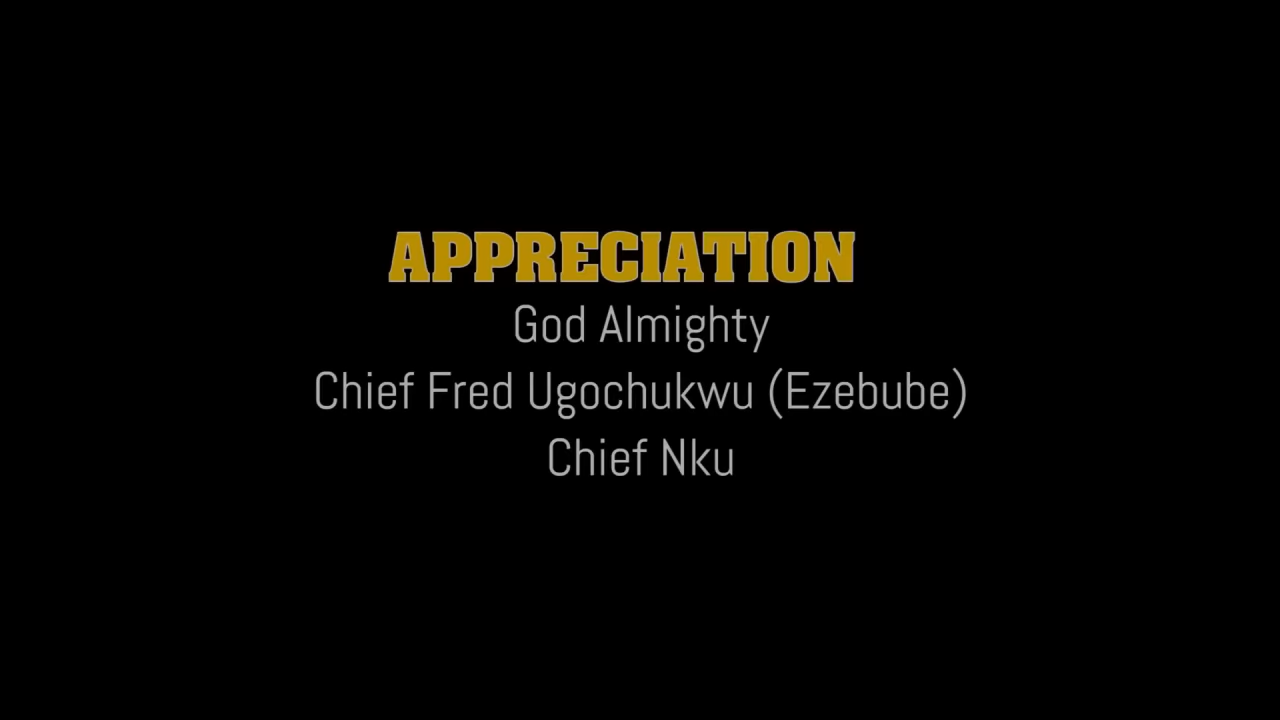 APPRECIATION
God Almighty
Chief Fred Ugochukwu (Ezebube)
Chief Nku